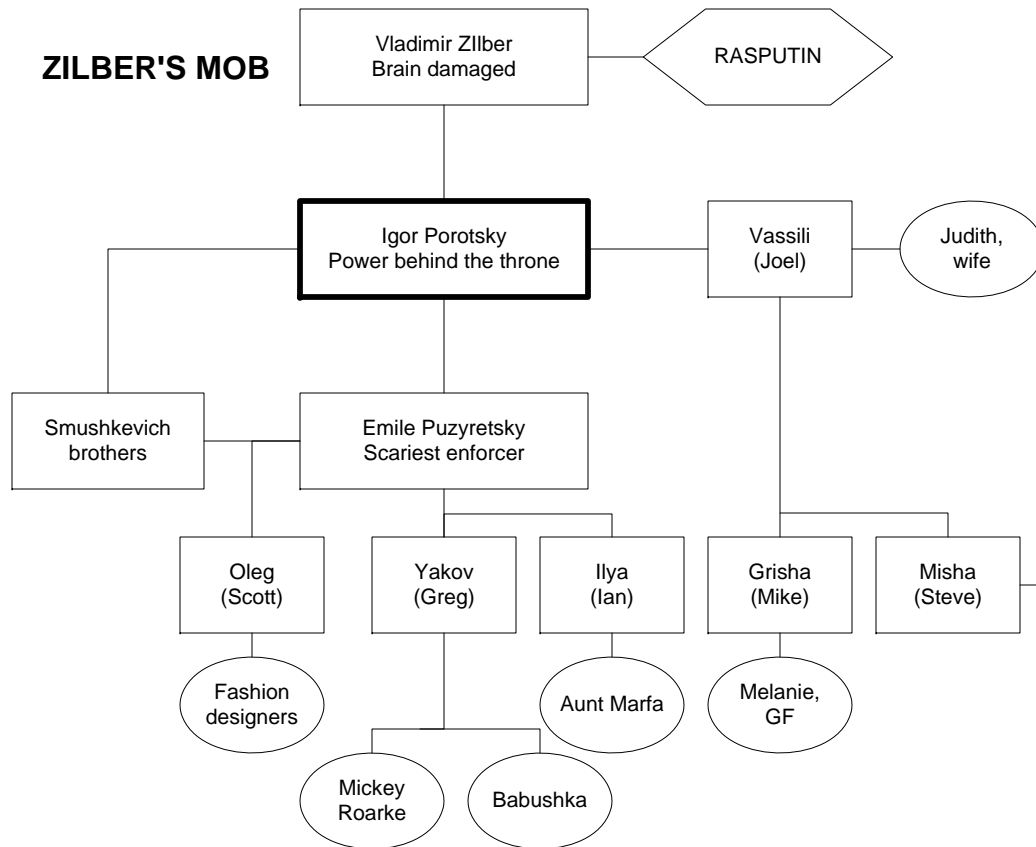 ZILBER'S MOB
Vladimir ZIlber
Brain damaged
RASPUTIN
Igor Porotsky
Power behind the throne
Vassili
(Joel)
Judith,
wife
Smushkevich
brothers
Emile Puzyretsky
Scariest enforcer
Oleg
(Scott)
Yakov
(Greg)
Ilya
(Ian)
Grisha
(Mike)
Misha
(Steve)
Fashion
designers
Aunt Marfa
Melanie,
GF
Mickey
Roarke
Babushka